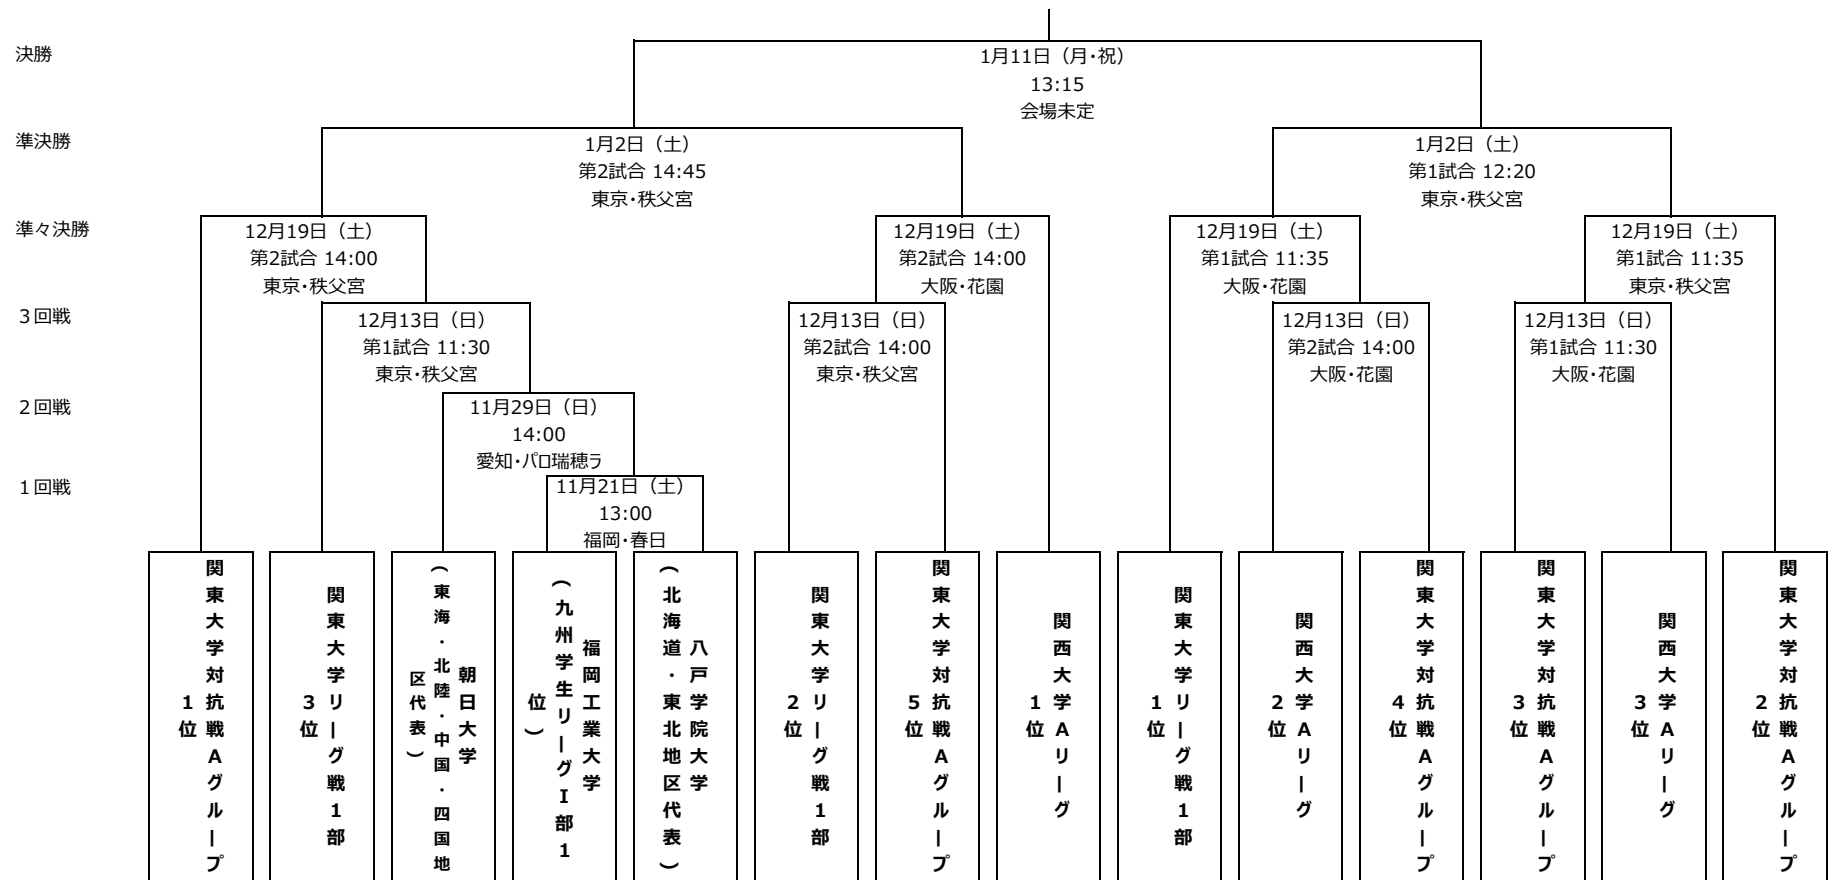 決勝
1月11日（月・祝）
13:15
会場未定
準決勝
1月2日（土）
第2試合 14:45
東京・秩父宮
1月2日（土）
第1試合 12:20
東京・秩父宮
準々決勝
12月19日（土）
第2試合 14:00
東京・秩父宮
12月19日（土）
第2試合 14:00
大阪・花園
12月19日（土）
第1試合 11:35
大阪・花園
12月19日（土）
第1試合 11:35
東京・秩父宮
３回戦
12月13日（日）
第1試合 11:30
東京・秩父宮
12月13日（日）
第2試合 14:00
東京・秩父宮
12月13日（日）
第2試合 14:00
大阪・花園
12月13日（日）
第1試合 11:30
大阪・花園
２回戦
11月29日（日）
14:00
愛知・パロ瑞穂ラ
１回戦
11月21日（土）
13:00
福岡・春日
関東大学対抗戦Aグループ
1位
関東大学リーグ戦1部
3位
朝日大学
（東海・北陸・中国・四国地
区代表）
福岡工業大学
（九州学生リーグI部1
位）
八戸学院大学
（北海道・東北地区代表）
関東大学リーグ戦1部
2位
関東大学対抗戦Aグループ
5位
関西大学Aリーグ
1位
関東大学リーグ戦1部
1位
関西大学Aリーグ
2位
関東大学対抗戦Aグループ
4位
関東大学対抗戦Aグループ
3位
関西大学Aリーグ
3位
関東大学対抗戦Aグループ
2位